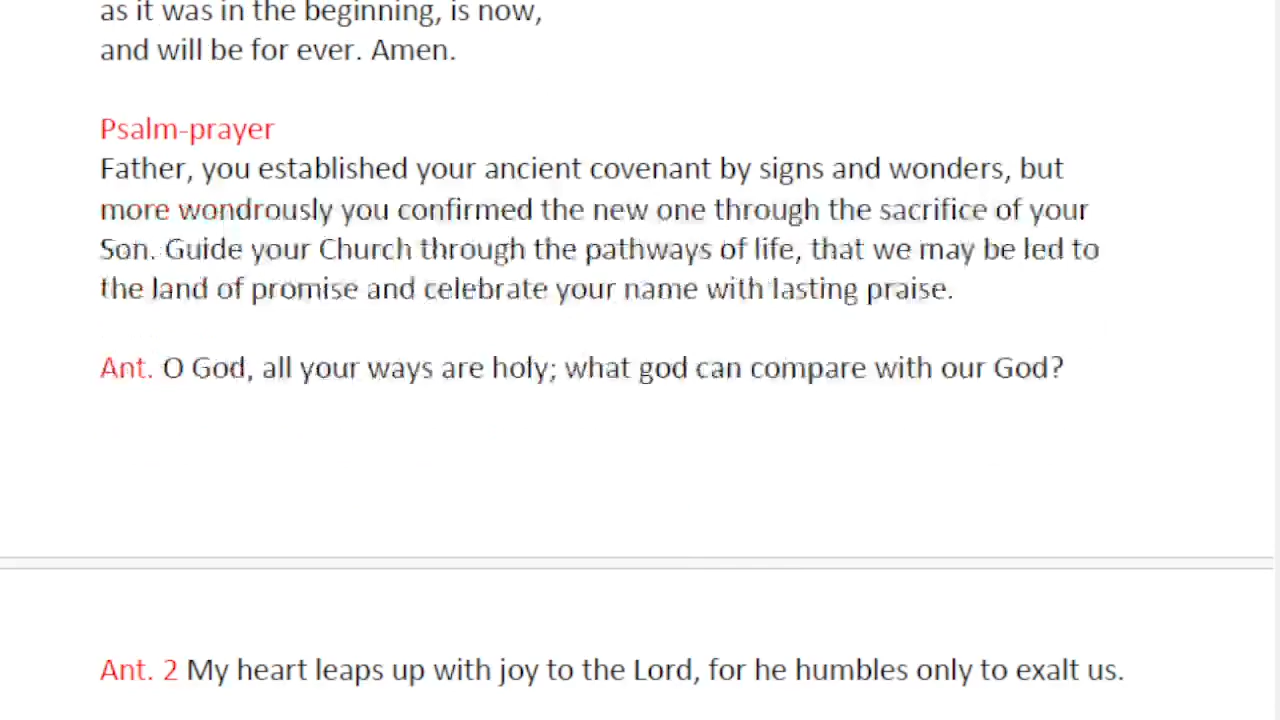 as it was in the beginning, is now,
and will be for ever. Amen.
Psalm-prayer
Father, you established your ancient covenant by signs and wonders, but
more wondrously you confirmed the new one through the sacrifice of your
Son. Guide your Church through the pathways of life, that we may be led to
the land of promise and celebrate your name with lasting praise.
Ant. O God, all your ways are holy; what god can compare with our God?
Ant. 2 My heart leaps up with joy to the Lord, for he humbles only to exalt us.